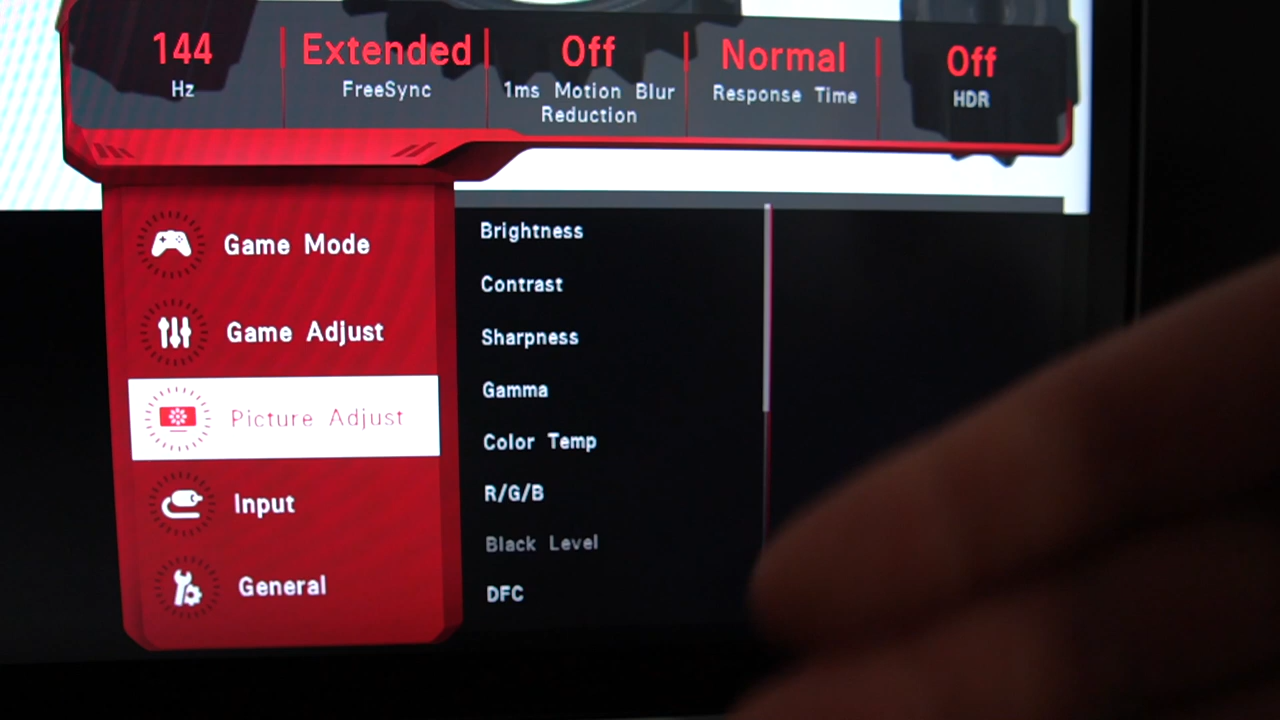 144 Extended Off Normal Off
Hz FreeSync 1ms Motion Blur Response Time HDR
Reduction
Game Mode
Game Adjust
Picture Adjust
Input
General
Brightness
Contrast
Sharpness
Gamma
Color Temp
R/G/B
Black Level
DFC